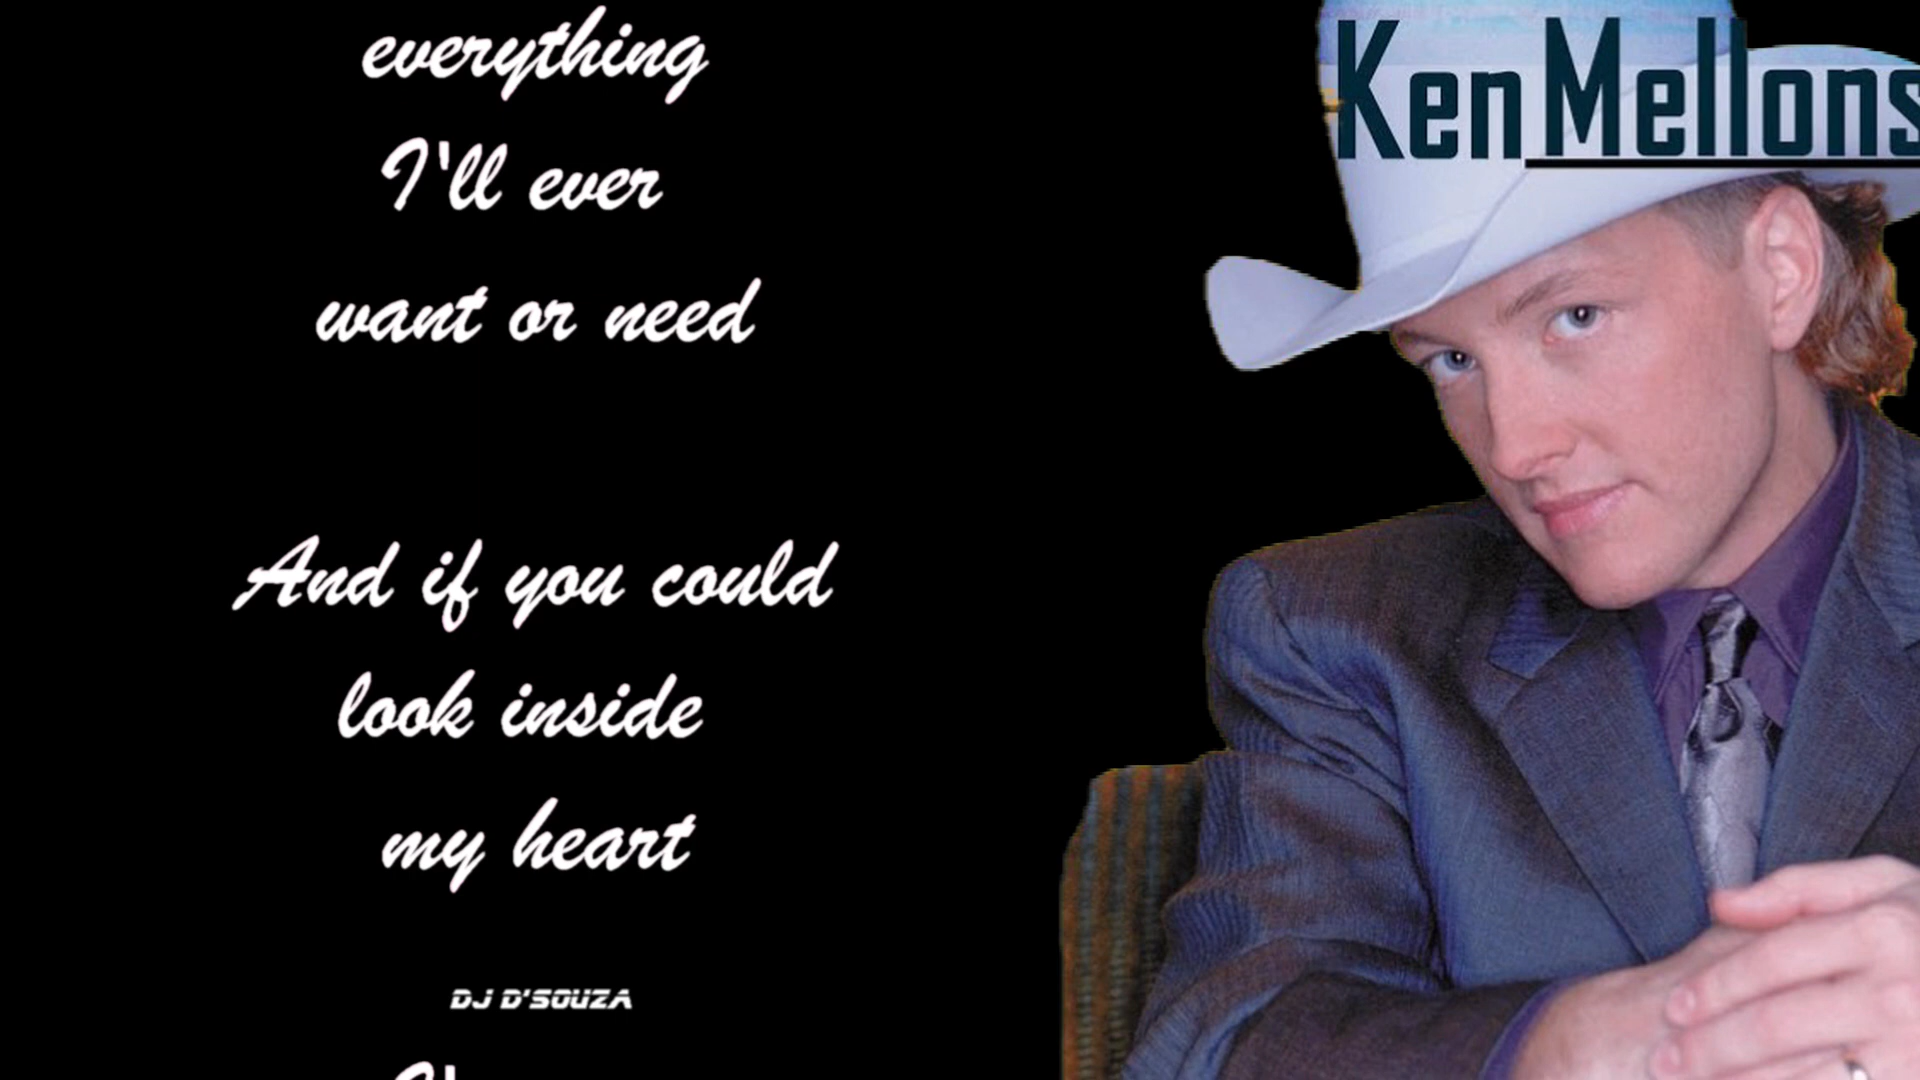 everything
I'll ever
want or need
And if you could
look inside
my heart
DJ D'SOUZA
Ken Mellons